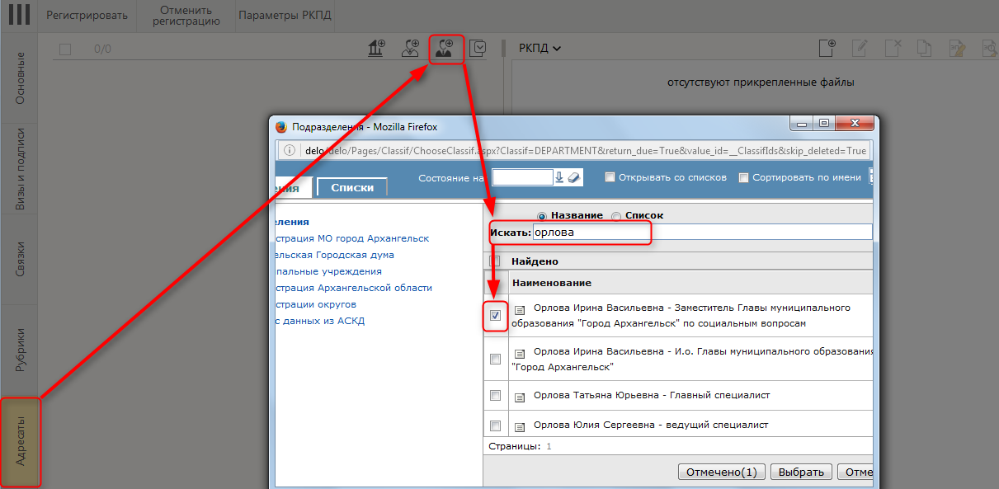 Регистрировать
Отменить
регистрацию
Параметры РКПД
0/0
РКПД
Основные
Визы и подписи
Связки
Рубрики
Адресаты
отсутствуют прикрепленные файлы
Подразделения - Mozilla Firefox
delo/delo/Pages/Classif/ChooseClassif.aspx?Classif=DEPARTMENT&return_due=True&value_id=__ClassifIds&skip_deleted=True
ения
Списки
Состояние на
Открывать со списков
Сортировать по имени
еления
страция МО город Архангельск
ельская Городская дума
ипальные учреждения
страция Архангельской области
страции округов
с данных из АСКД
Название
Список
Искать: орлова
Найдено
Наименование
Орлова Ирина Васильевна - Заместитель Главы муниципального
образования "Город Архангельск" по социальным вопросам
Орлова Ирина Васильевна - И.о. Главы муниципального образования
"Город Архангельск"
Орлова Татьяна Юрьевна - Главный специалист
Орлова Юлия Сергеевна - ведущий специалист
Страницы: 1
Отмечено(1)
Выбрать
Отме